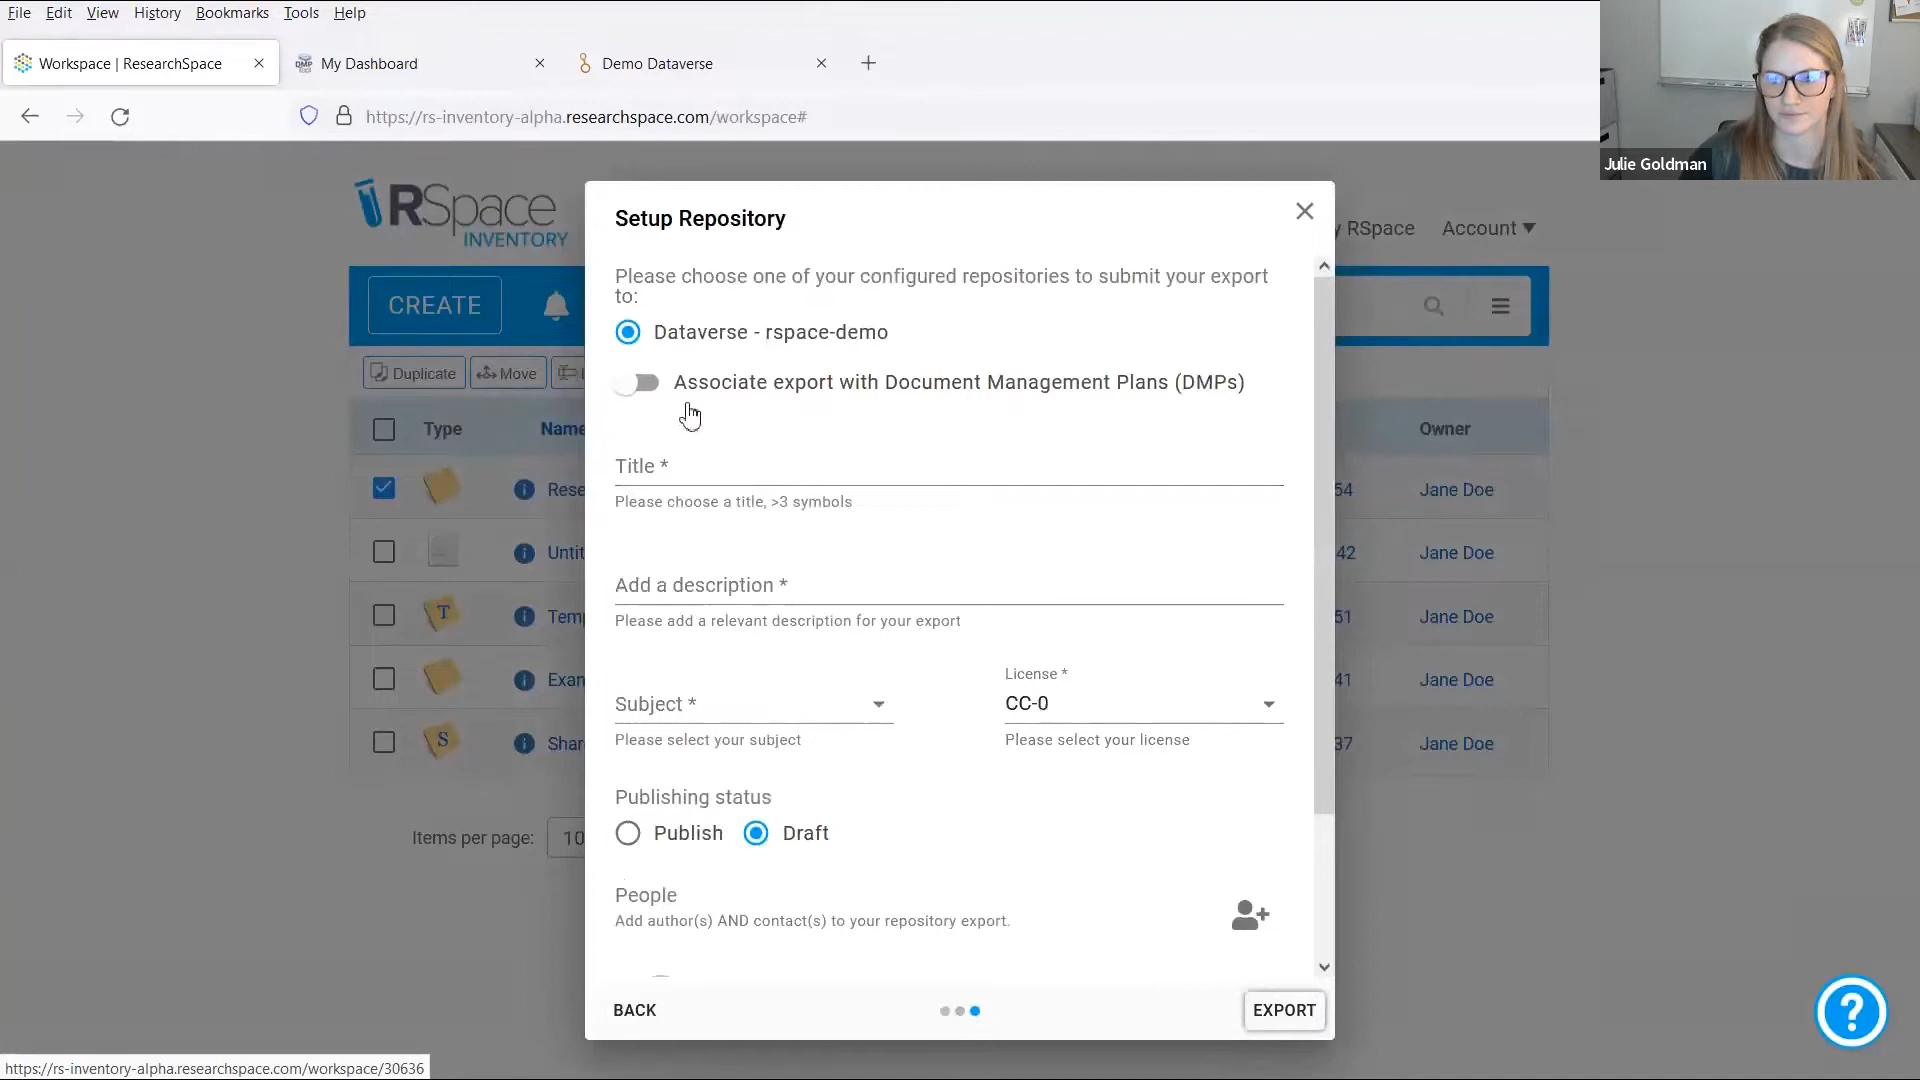 File Edit View History Bookmarks Tools Help
Workspace | ResearchSpace
My Dashboard
Demo Dataverse
https://rs-inventory-alpha.researchspace.com/workspace#
Julie Goldman
RSpace
INVENTORY
y RSpace Account
CREATE
Duplicate Move
Type Name Owner
Rese 54 Jane Doe
Untit 42 Jane Doe
T Temp 51 Jane Doe
Exan 41 Jane Doe
S Shar 37 Jane Doe
Items per page: 10
Setup Repository
Please choose one of your configured repositories to submit your export
to:
Dataverse - rspace-demo
Associate export with Document Management Plans (DMPs)
Title *
Please choose a title, >3 symbols
Add a description *
Please add a relevant description for your export
License *
Subject * CC-0
Please select your subject Please select your license
Publishing status
Publish Draft
People
Add author(s) AND contact(s) to your repository export.
BACK EXPORT
?
https://rs-inventory-alpha.researchspace.com/workspace/30636